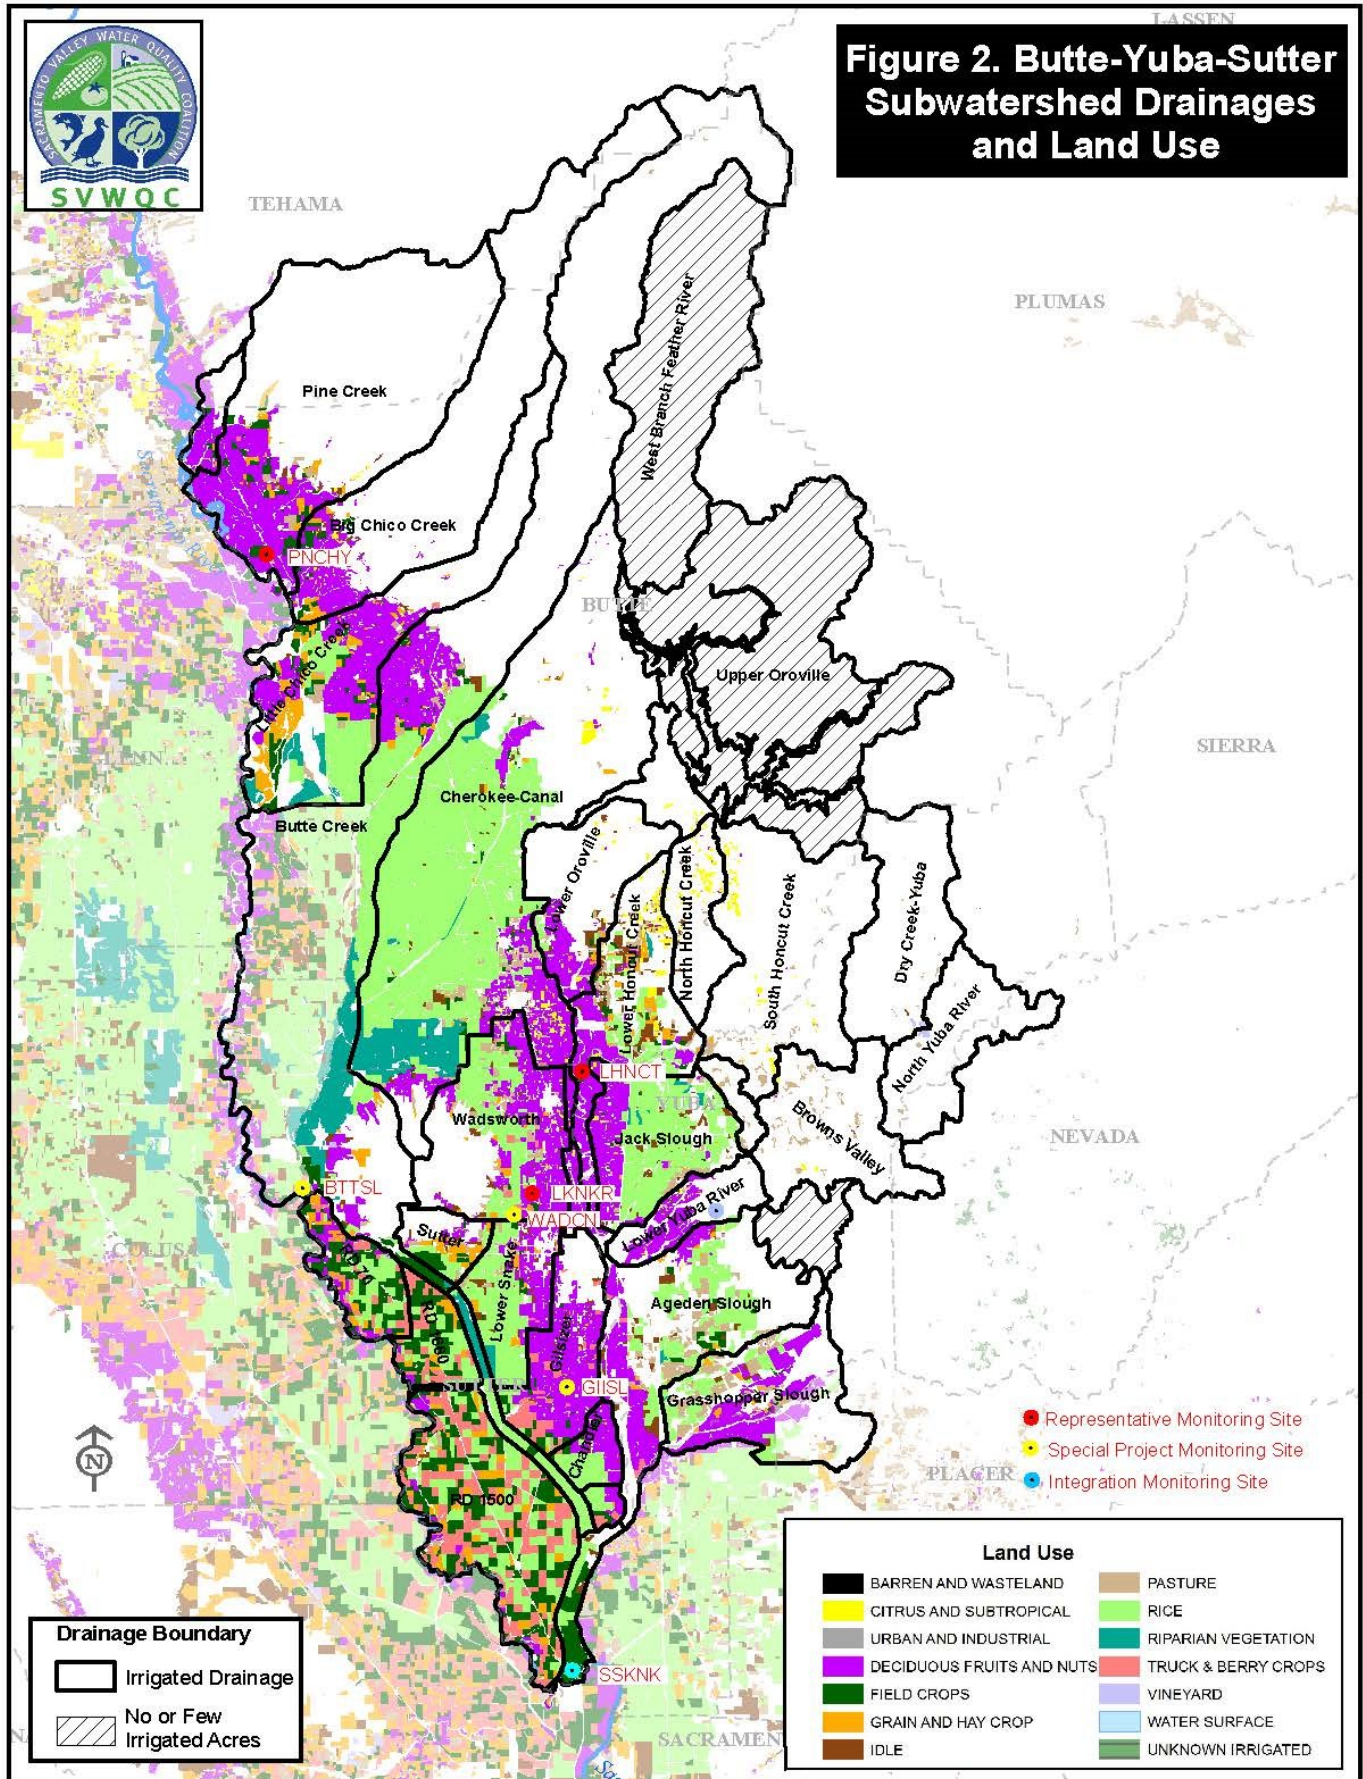 LASSEN
Figure 2. Butte-Yuba-Sutter
Subwatershed Drainages
and Land Use
SACRAMENTO VALLEY WATER QUALITY COALITION
SVWQC
TEHAMA
PLUMAS
West Branch Feather River
Pine Creek
Sacramento River
Big Chico Creek
PNCHY
BUTTE
Little Chico Creek
Upper Oroville
GLENN
SIERRA
Cherokee-Canal
Butte Creek
Lower Oroville
Lower Honcut Creek
North Honcut Creek
South Honcut Creek
Dry Creek-Yuba
North Yuba River
LHNCT
YUBA
Wadsworth
Jack Slough
Browns Valley
NEVADA
BTTSL
LKNKR
WADCN
Lower Yuba River
Sutter
COLUSA
RD 70
RD 1660
Lower Snake
Ageden Slough
Gilsizer
SUTTER
GIISL
Grasshopper Slough
Chandler
Representative Monitoring Site
Special Project Monitoring Site
PLACER
Integration Monitoring Site
N
RD 1500
SSKNK
SACRAMEN
Drainage Boundary
Irrigated Drainage
No or Few
Irrigated Acres
Land Use
BARREN AND WASTELAND
CITRUS AND SUBTROPICAL
URBAN AND INDUSTRIAL
DECIDUOUS FRUITS AND NUTS
FIELD CROPS
GRAIN AND HAY CROP
IDLE
PASTURE
RICE
RIPARIAN VEGETATION
TRUCK & BERRY CROPS
VINEYARD
WATER SURFACE
UNKNOWN IRRIGATED